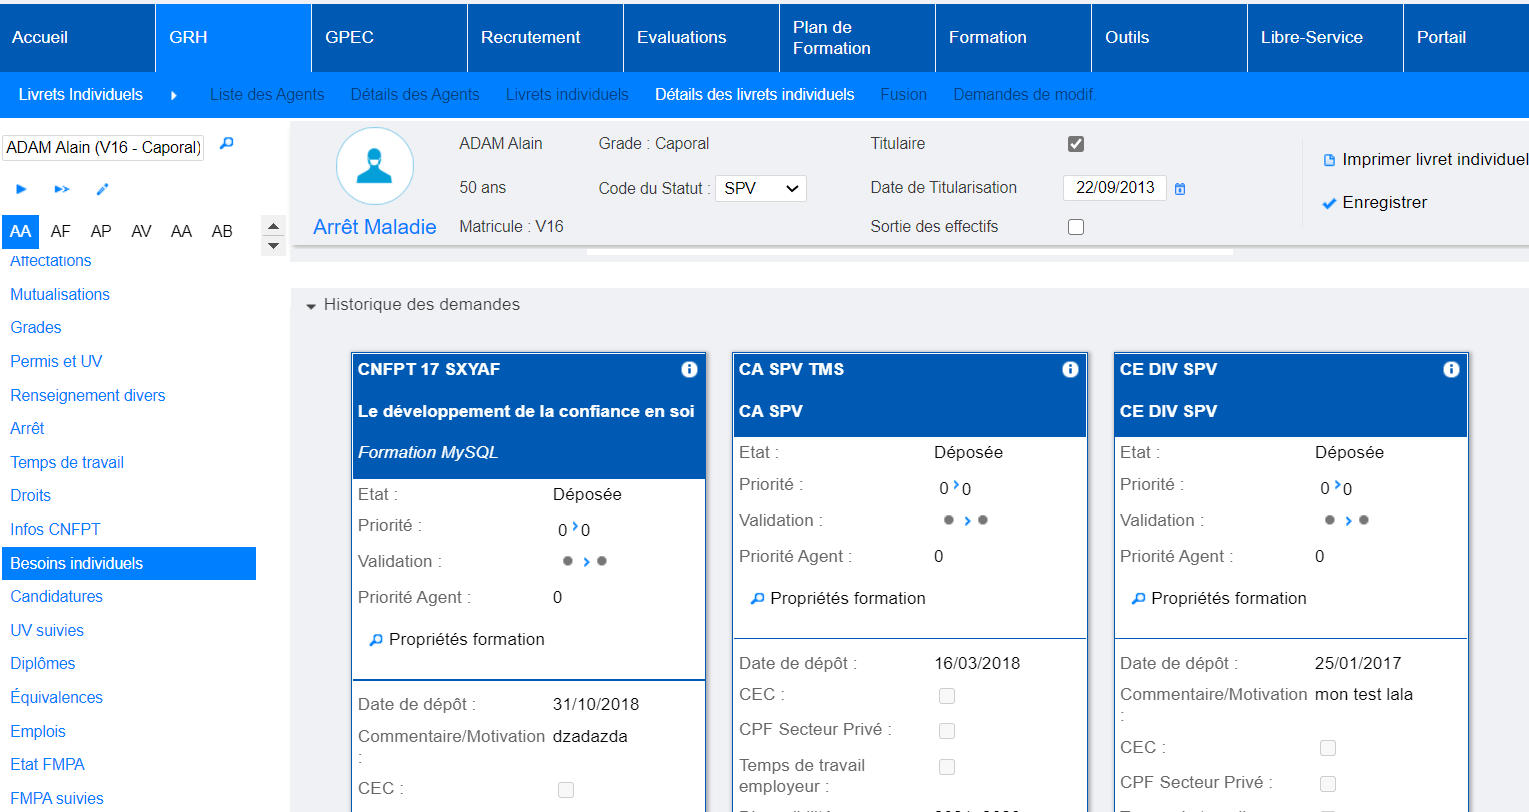 Accueil
GRH
GPEC
Recrutement
Evaluations
Plan de
Formation
Formation
Outils
Libre-Service
Portail
Livrets Individuels
Liste des Agents
Détails des Agents
Livrets individuels
Détails des livrets individuels
Fusion
Demandes de modif.
ADAM Alain (V16 - Caporal)
AA
AF
AP
AV
AA
AB
Affectations
Mutualisations
Grades
Permis et UV
Renseignement divers
Arrêt
Temps de travail
Droits
Infos CNFPT
Besoins individuels
Candidatures
UV suivies
Diplômes
Équivalences
Emplois
Etat FMPA
FMPA suivies
Arrêt Maladie
ADAM Alain
50 ans
Matricule : V16
Grade : Caporal
Code du Statut : SPV
Titulaire
Date de Titularisation 22/09/2013
Sortie des effectifs
Imprimer livret individuel
Enregistrer
Historique des demandes
CNFPT 17 SXYAF
Le développement de la confiance en soi
Formation MySQL
Etat : Déposée
Priorité : 0 0
Validation :
Priorité Agent : 0
Propriétés formation
Date de dépôt : 31/10/2018
Commentaire/Motivation dzadazda
:
CEC :
CA SPV TMS
CA SPV
Etat : Déposée
Priorité : 0 0
Validation :
Priorité Agent : 0
Propriétés formation
Date de dépôt : 16/03/2018
CEC :
CPF Secteur Privé :
Temps de travail
employeur :
CE DIV SPV
CE DIV SPV
Etat : Déposée
Priorité : 0 0
Validation :
Priorité Agent : 0
Propriétés formation
Date de dépôt : 25/01/2017
Commentaire/Motivation mon test lala
:
CEC :
CPF Secteur Privé :